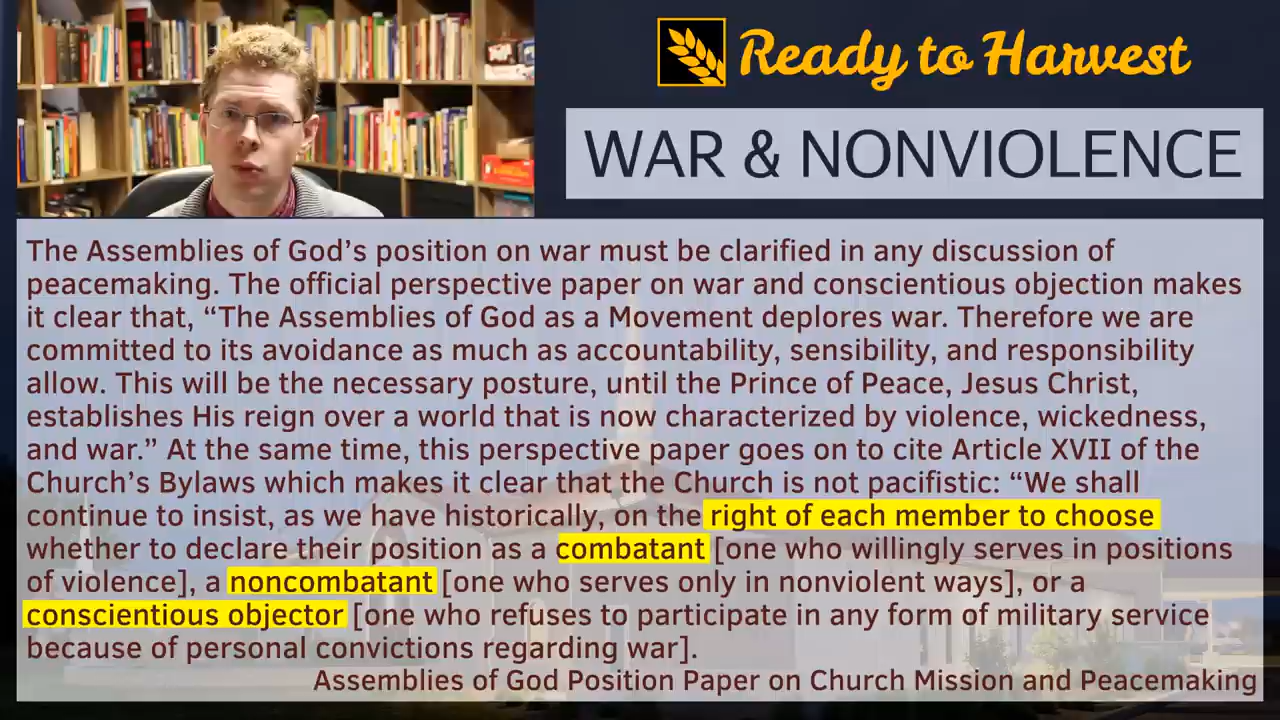 Ready to Harvest
WAR & NONVIOLENCE
The Assemblies of God’s position on war must be clarified in any discussion of
peacemaking. The official perspective paper on war and conscientious objection makes
it clear that, “The Assemblies of God as a Movement deplores war. Therefore we are
committed to its avoidance as much as accountability, sensibility, and responsibility
allow. This will be the necessary posture, until the Prince of Peace, Jesus Christ,
establishes His reign over a world that is now characterized by violence, wickedness,
and war.” At the same time, this perspective paper goes on to cite Article XVII of the
Church’s Bylaws which makes it clear that the Church is not pacifistic: “We shall
continue to insist, as we have historically, on the right of each member to choose
whether to declare their position as a combatant [one who willingly serves in positions
of violence], a noncombatant [one who serves only in nonviolent ways], or a
conscientious objector [one who refuses to participate in any form of military service
because of personal convictions regarding war].
Assemblies of God Position Paper on Church Mission and Peacemaking